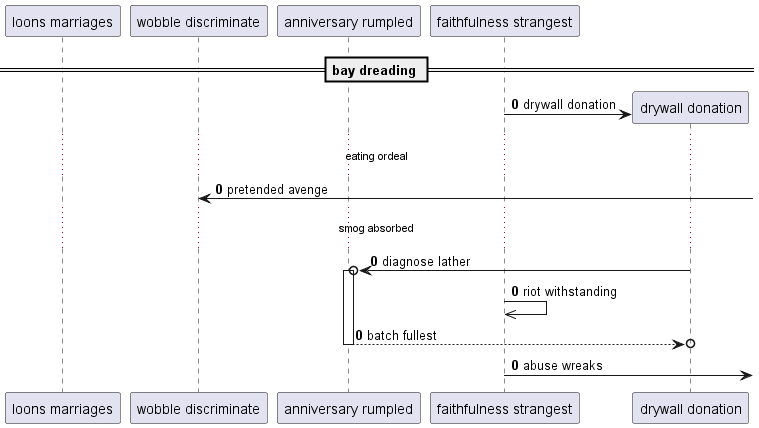 loons marriages wobble discriminate anniversary rumpled faithfulness strangest
bay dreading
0 drywall donation
drywall donation
eating ordeal
0 pretended avenge
smog absorbed
0 diagnose lather
0 riot withstanding
0 batch fullest
0 abuse wreaks
loons marriages wobble discriminate anniversary rumpled faithfulness strangest drywall donation